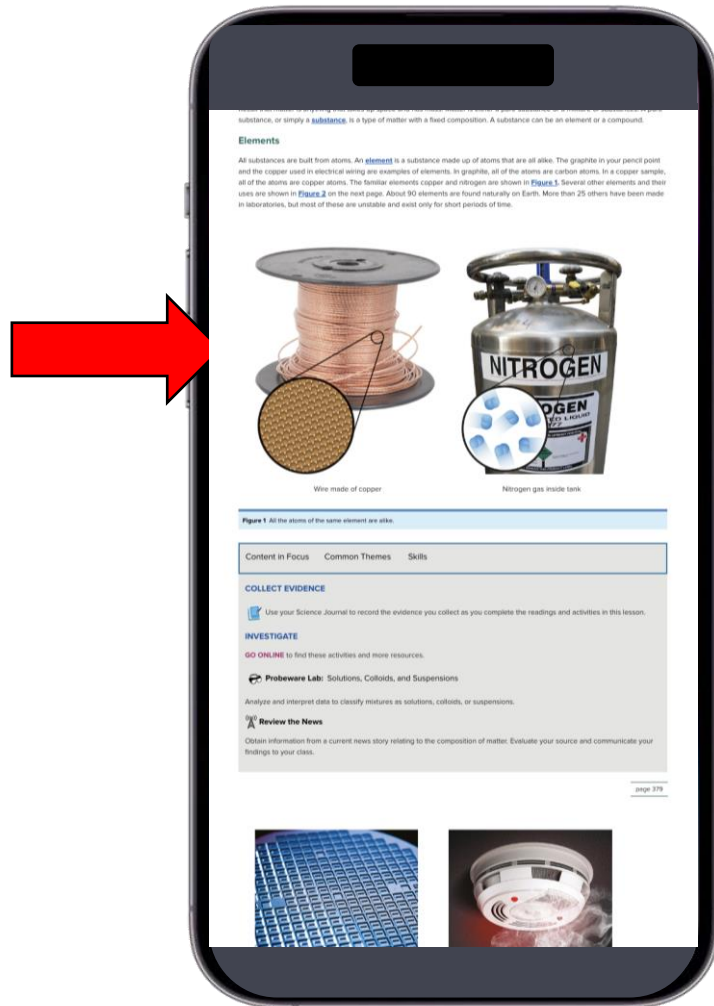 substance, or simply a substance, is a type of matter with a fixed composition. A substance can be an element or a compound.
Elements
All substances are built from atoms. An element is a substance made up of atoms that are all alike. The graphite in your pencil point
and the copper used in electrical wiring are examples of elements. In graphite, all of the atoms are carbon atoms. In a copper sample,
all of the atoms are copper atoms. The familiar elements copper and nitrogen are shown in Figure 1. Several other elements and their
uses are shown in Figure 2 on the next page. About 90 elements are found naturally on Earth. More than 25 others have been made
in laboratories, but most of these are unstable and exist only for short periods of time.
NITROGEN
OGEN
LIQUID
Wire made of copper
Nitrogen gas inside tank
Figure 1 All the atoms of the same element are alike.
Content in Focus Common Themes Skills
COLLECT EVIDENCE
Use your Science Journal to record the evidence you collect as you complete the readings and activities in this lesson.
INVESTIGATE
GO ONLINE to find these activities and more resources.
Probeware Lab: Solutions, Colloids, and Suspensions
Analyze and interpret data to classify mixtures as solutions, colloids, or suspensions.
Review the News
Obtain information from a current news story relating to the composition of matter. Evaluate your source and communicate your
findings to your class.
page 379